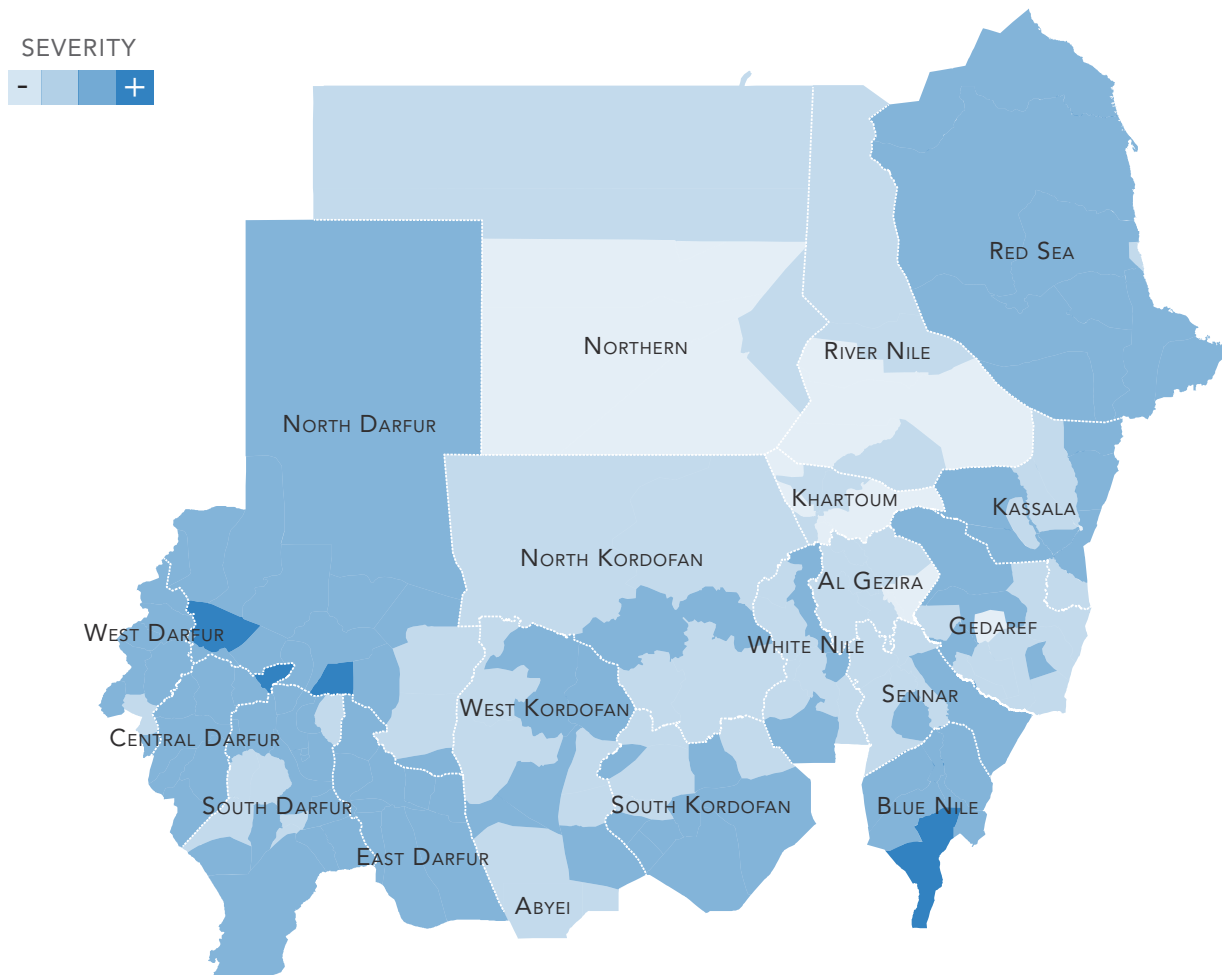 SEVERITY
- +
RED SEA
NORTHERN
RIVER NILE
NORTH DARFUR
KHARTOUM
KASSALA
NORTH KORDOFAN
AL GEZIRA
WEST DARFUR
GEDAREF
WHITE NILE
SENNAR
WEST KORDOFAN
CENTRAL DARFUR
SOUTH DARFUR
SOUTH KORDOFAN
BLUE NILE
EAST DARFUR
ABYEI